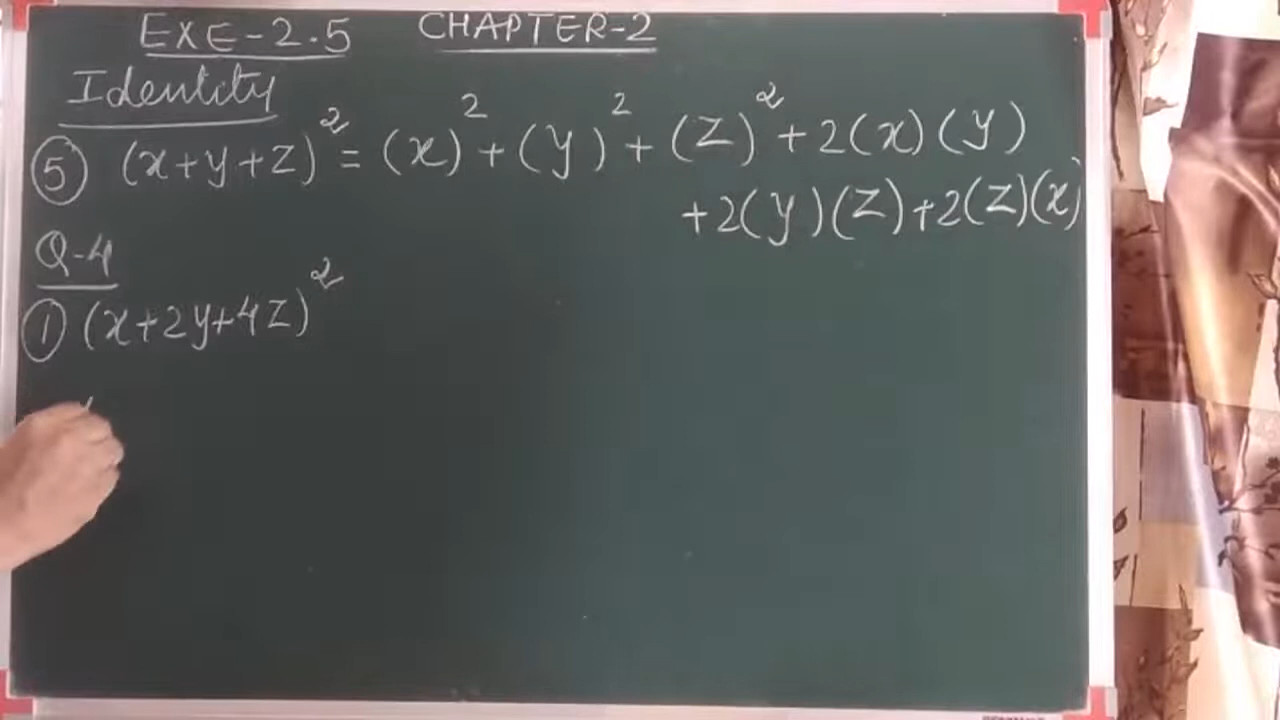 EXE-2.5 CHAPTER-2
Identity
⑤ (x+y+z)² = (x)² + (y)² + (z)² + 2(x)(y)
+2(y)(z)+2(z)(x)
Q-4
① (x+2y+4z)²